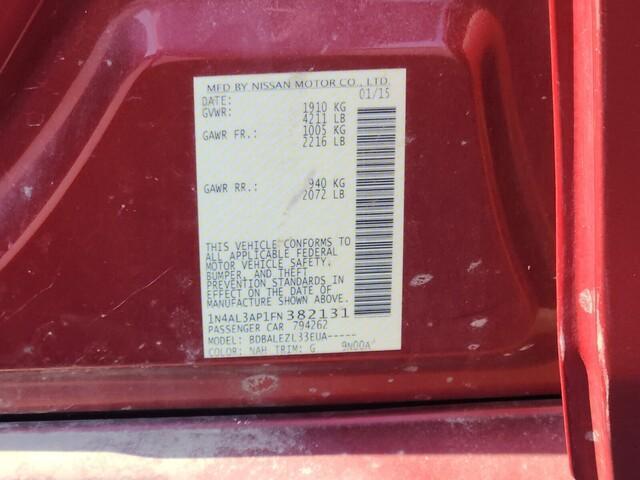 MFD BY NISSAN MOTOR CO., LTD.
DATE: 01/15
GVWR: 1910 KG
4211 LB
GAWR FR.: 1005 KG
2216 LB
GAWR RR.: 940 KG
2072 LB
THIS VEHICLE CONFORMS TO
ALL APPLICABLE FEDERAL
MOTOR VEHICLE SAFETY,
BUMPER, AND THEFT
PREVENTION STANDARDS IN
EFFECT ON THE DATE OF
MANUFACTURE SHOWN ABOVE.
1N4AL3AP1FN 382131
PASSENGER CAR 794262
MODEL: BDBALEZL33EUA-----
COLOR: NAH TRIM: G 9N00A